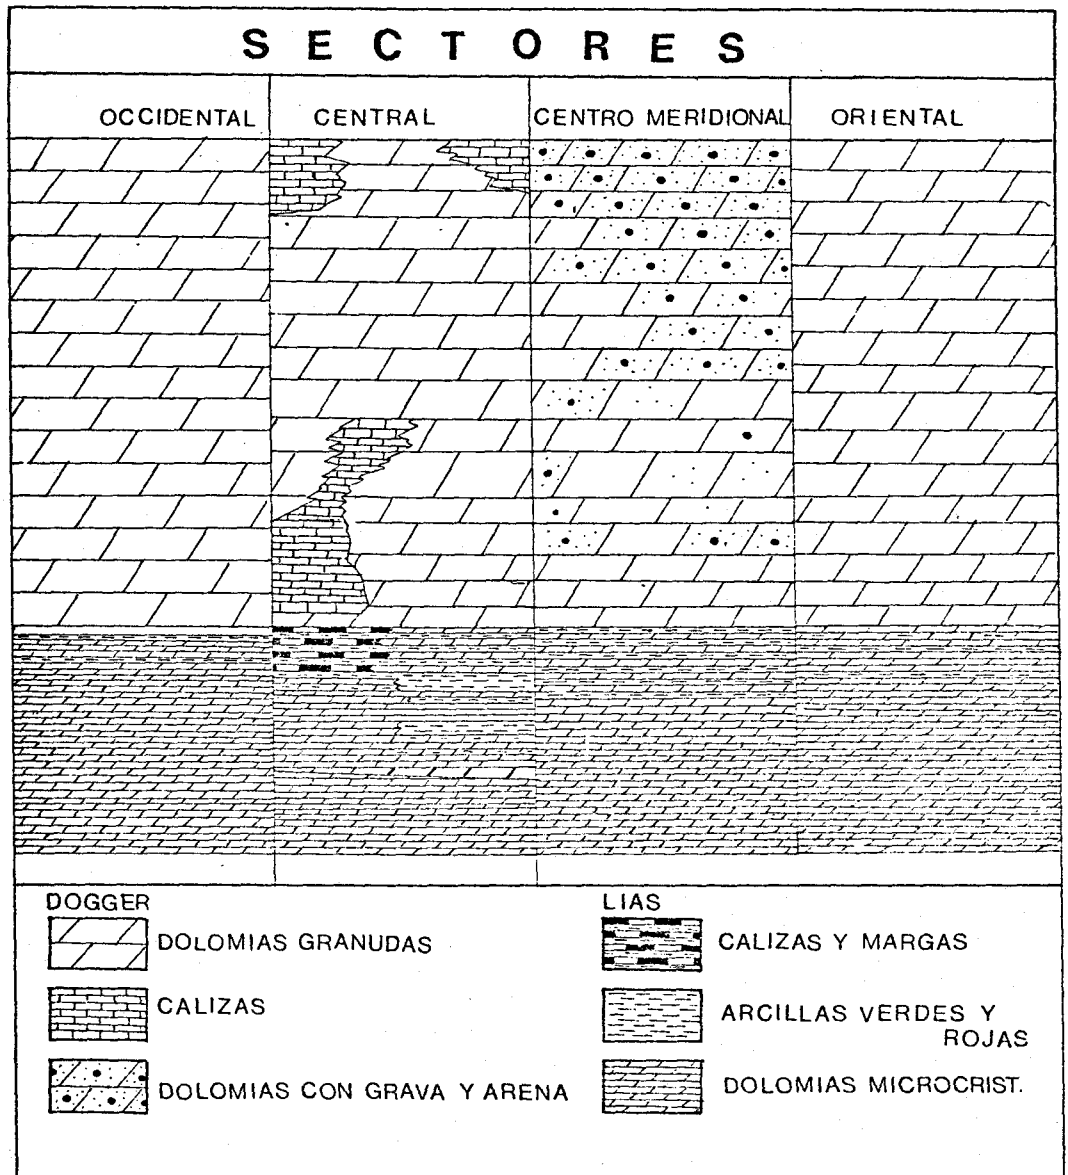 SECTORES
OCCIDENTAL CENTRAL CENTRO MERIDIONAL ORIENTAL
DOGGER
DOLOMIAS GRANUDAS
CALIZAS
DOLOMIAS CON GRAVA Y ARENA
LIAS
CALIZAS Y MARGAS
ARCILLAS VERDES Y
ROJAS
DOLOMIAS MICROCRIST.